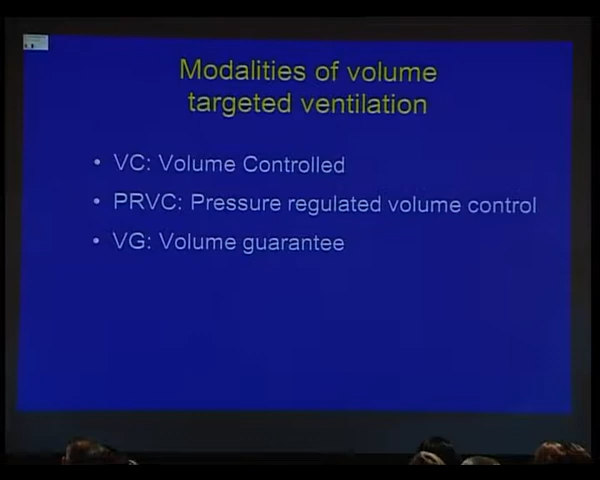 Modalities of volume
targeted ventilation
• VC: Volume Controlled
• PRVC: Pressure regulated volume control
• VG: Volume guarantee